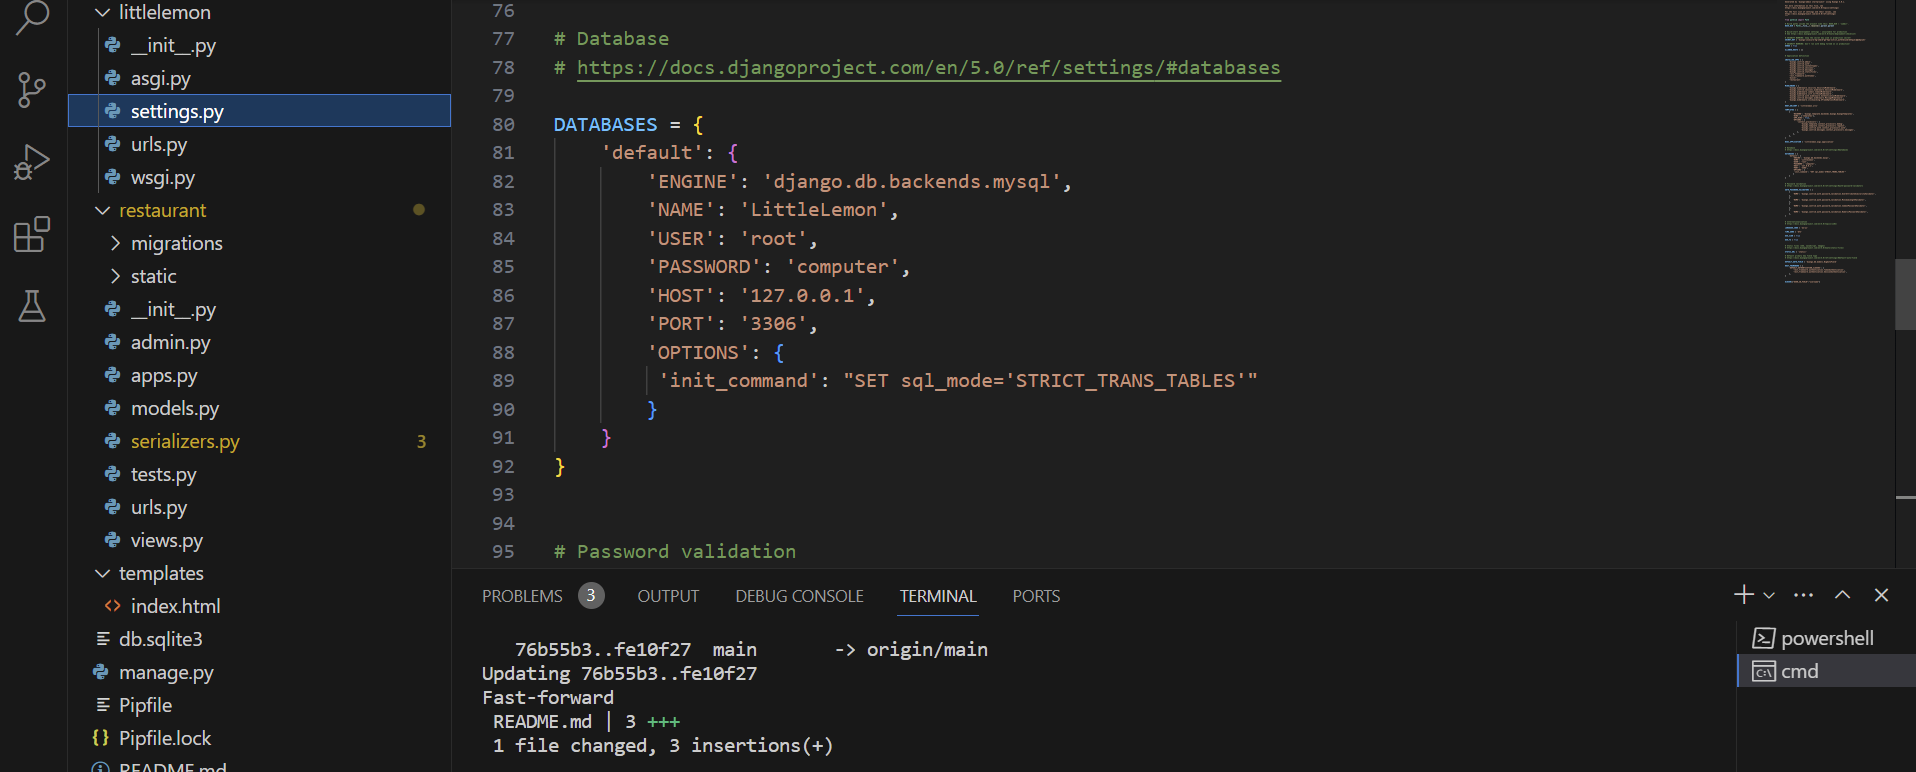 littlelemon
__init__.py
asgi.py
settings.py
urls.py
wsgi.py
restaurant
migrations
static
__init__.py
admin.py
apps.py
models.py
serializers.py 3
tests.py
urls.py
views.py
templates
index.html
db.sqlite3
manage.py
Pipfile
Pipfile.lock
README.md
76
77 # Database
78 # https://docs.djangoproject.com/en/5.0/ref/settings/#databases
79
80 DATABASES = {
81 'default': {
82 'ENGINE': 'django.db.backends.mysql',
83 'NAME': 'LittleLemon',
84 'USER': 'root',
85 'PASSWORD': 'computer',
86 'HOST': '127.0.0.1',
87 'PORT': '3306',
88 'OPTIONS': {
89 'init_command': "SET sql_mode='STRICT_TRANS_TABLES'"
90 }
91 }
92 }
93
94
95 # Password validation
PROBLEMS 3 OUTPUT DEBUG CONSOLE TERMINAL PORTS
76b55b3..fe10f27 main -> origin/main
Updating 76b55b3..fe10f27
Fast-forward
README.md | 3 +++
1 file changed, 3 insertions(+)
powershell
cmd